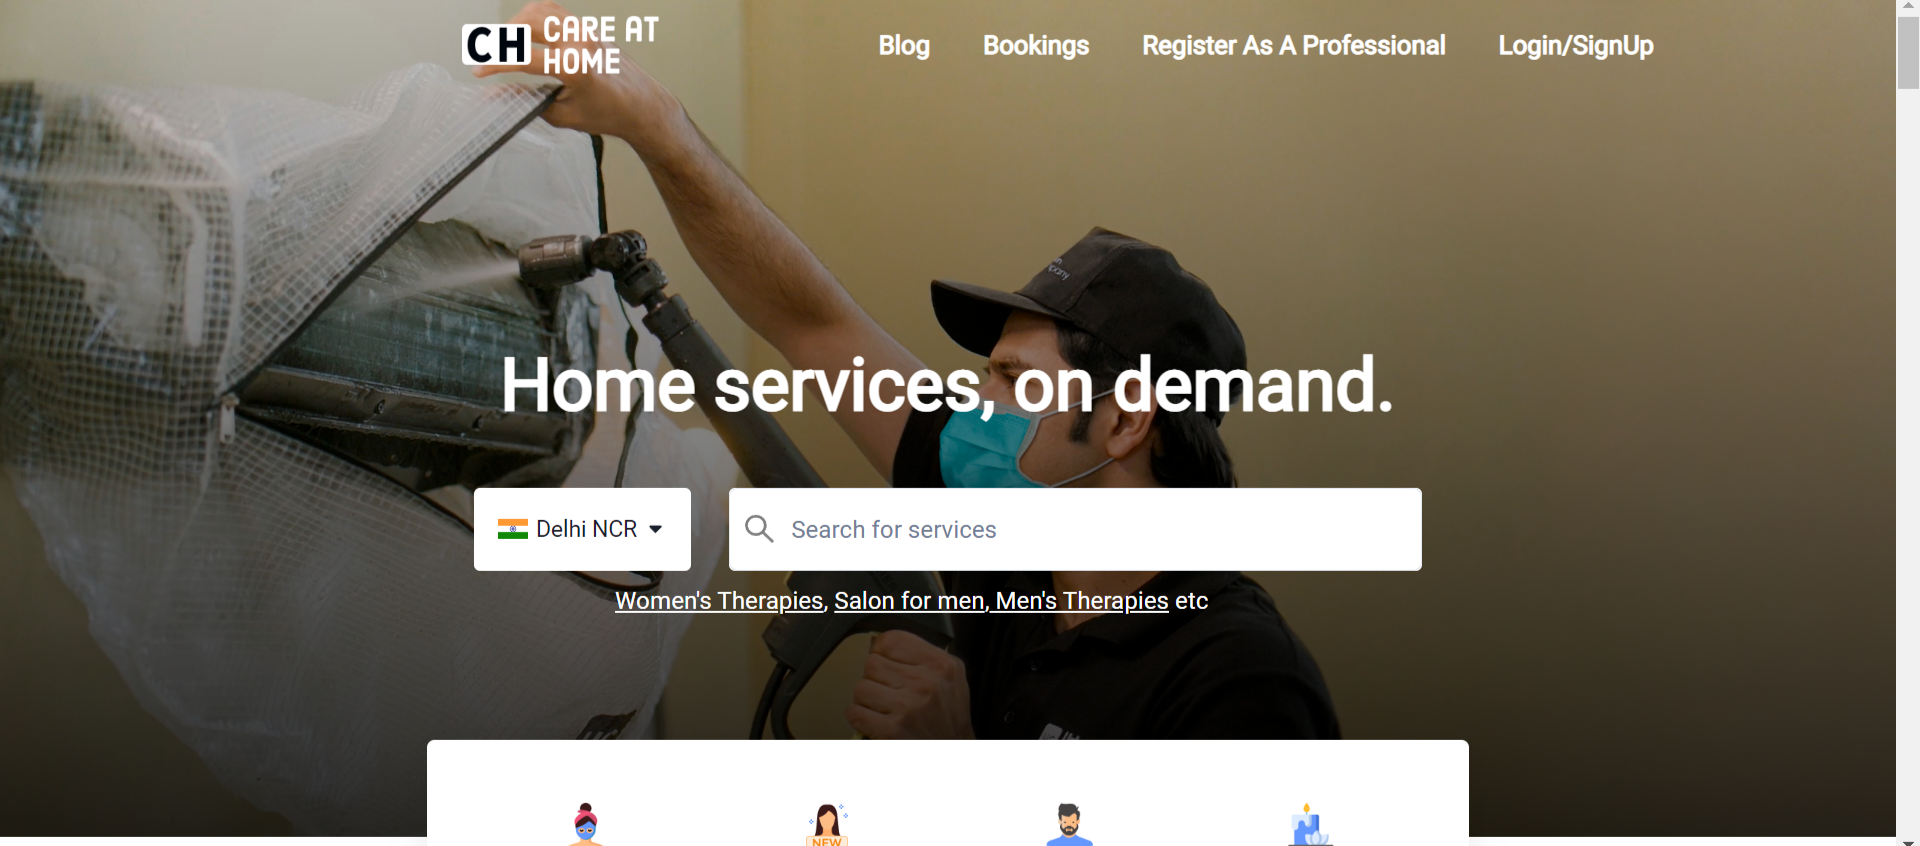 CH CARE AT
HOME
Blog Bookings Register As A Professional Login/SignUp
Home services, on demand.
Delhi NCR Search for services
Women's Therapies, Salon for men, Men's Therapies etc
NEW